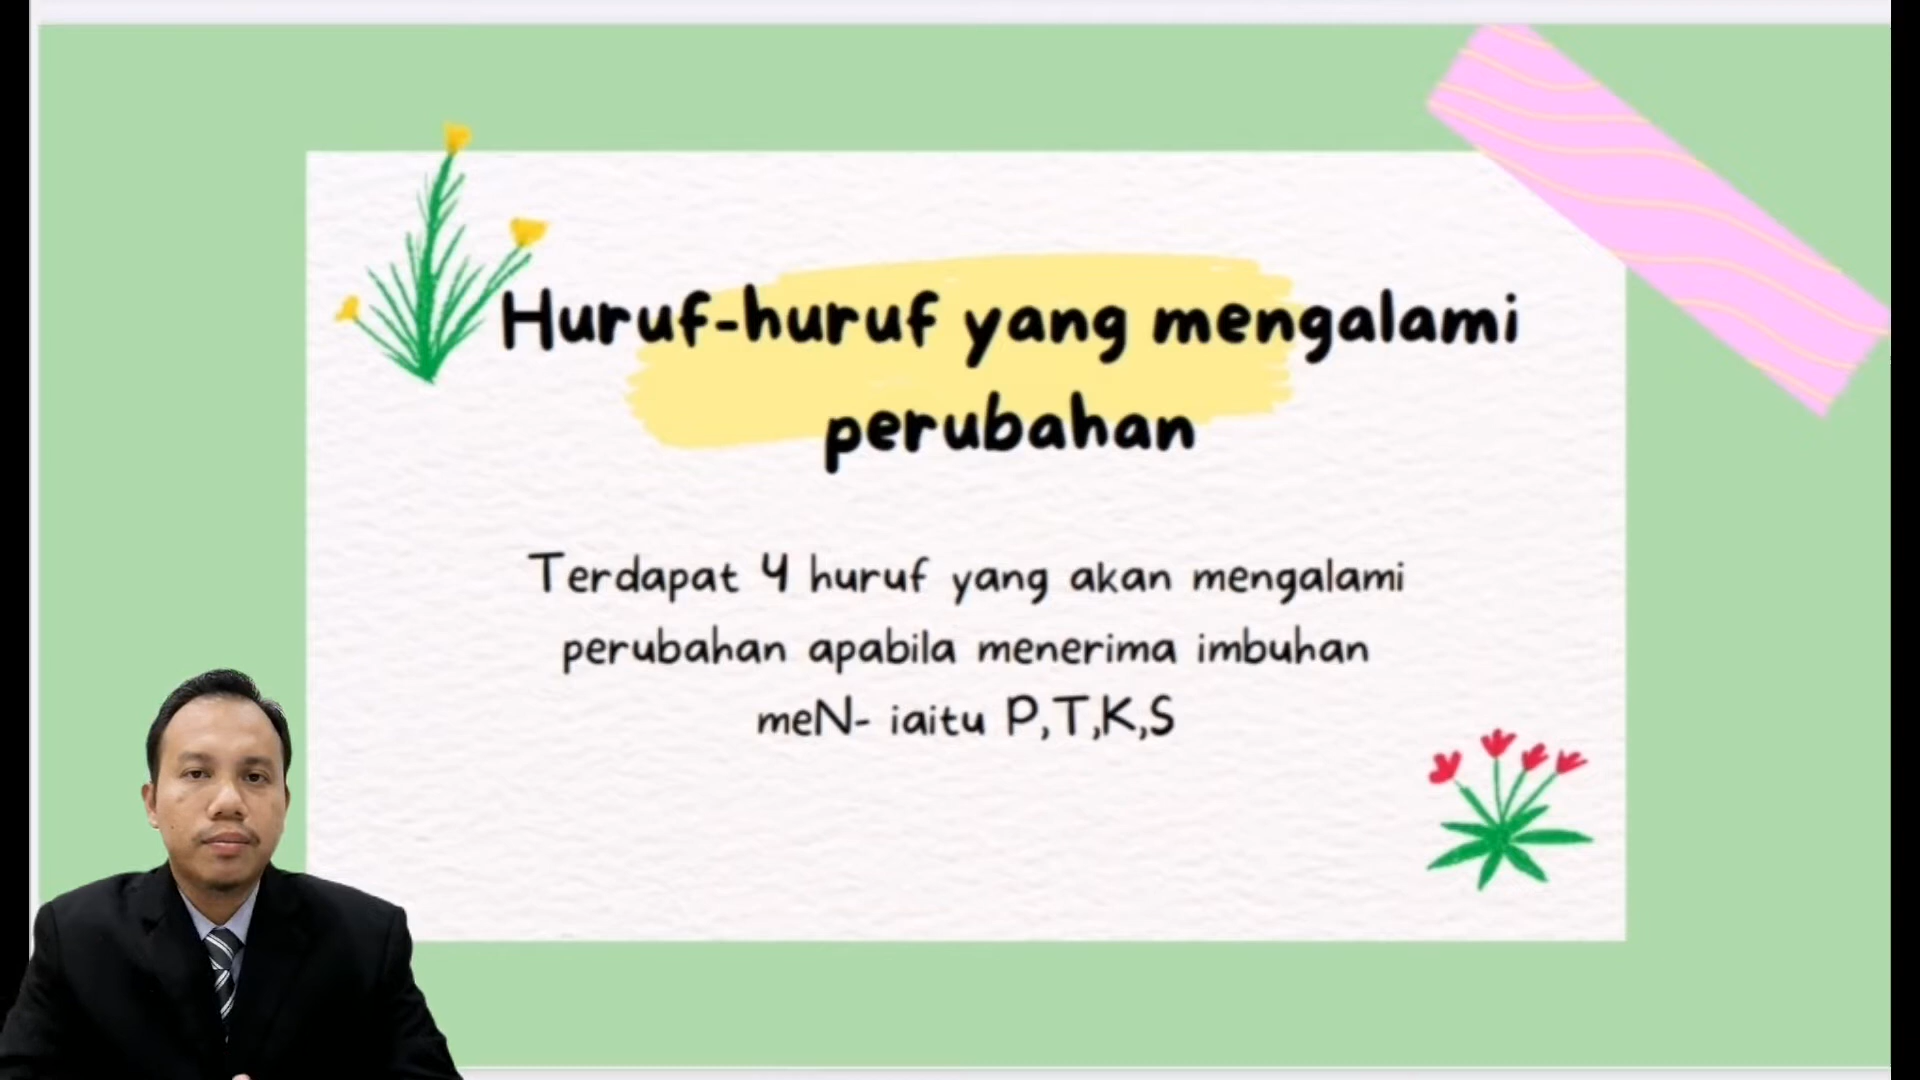 Huruf-huruf yang mengalami
perubahan
Terdapat 4 huruf yang akan mengalami
perubahan apabila menerima imbuhan
meN- iaitu P,T,K,S